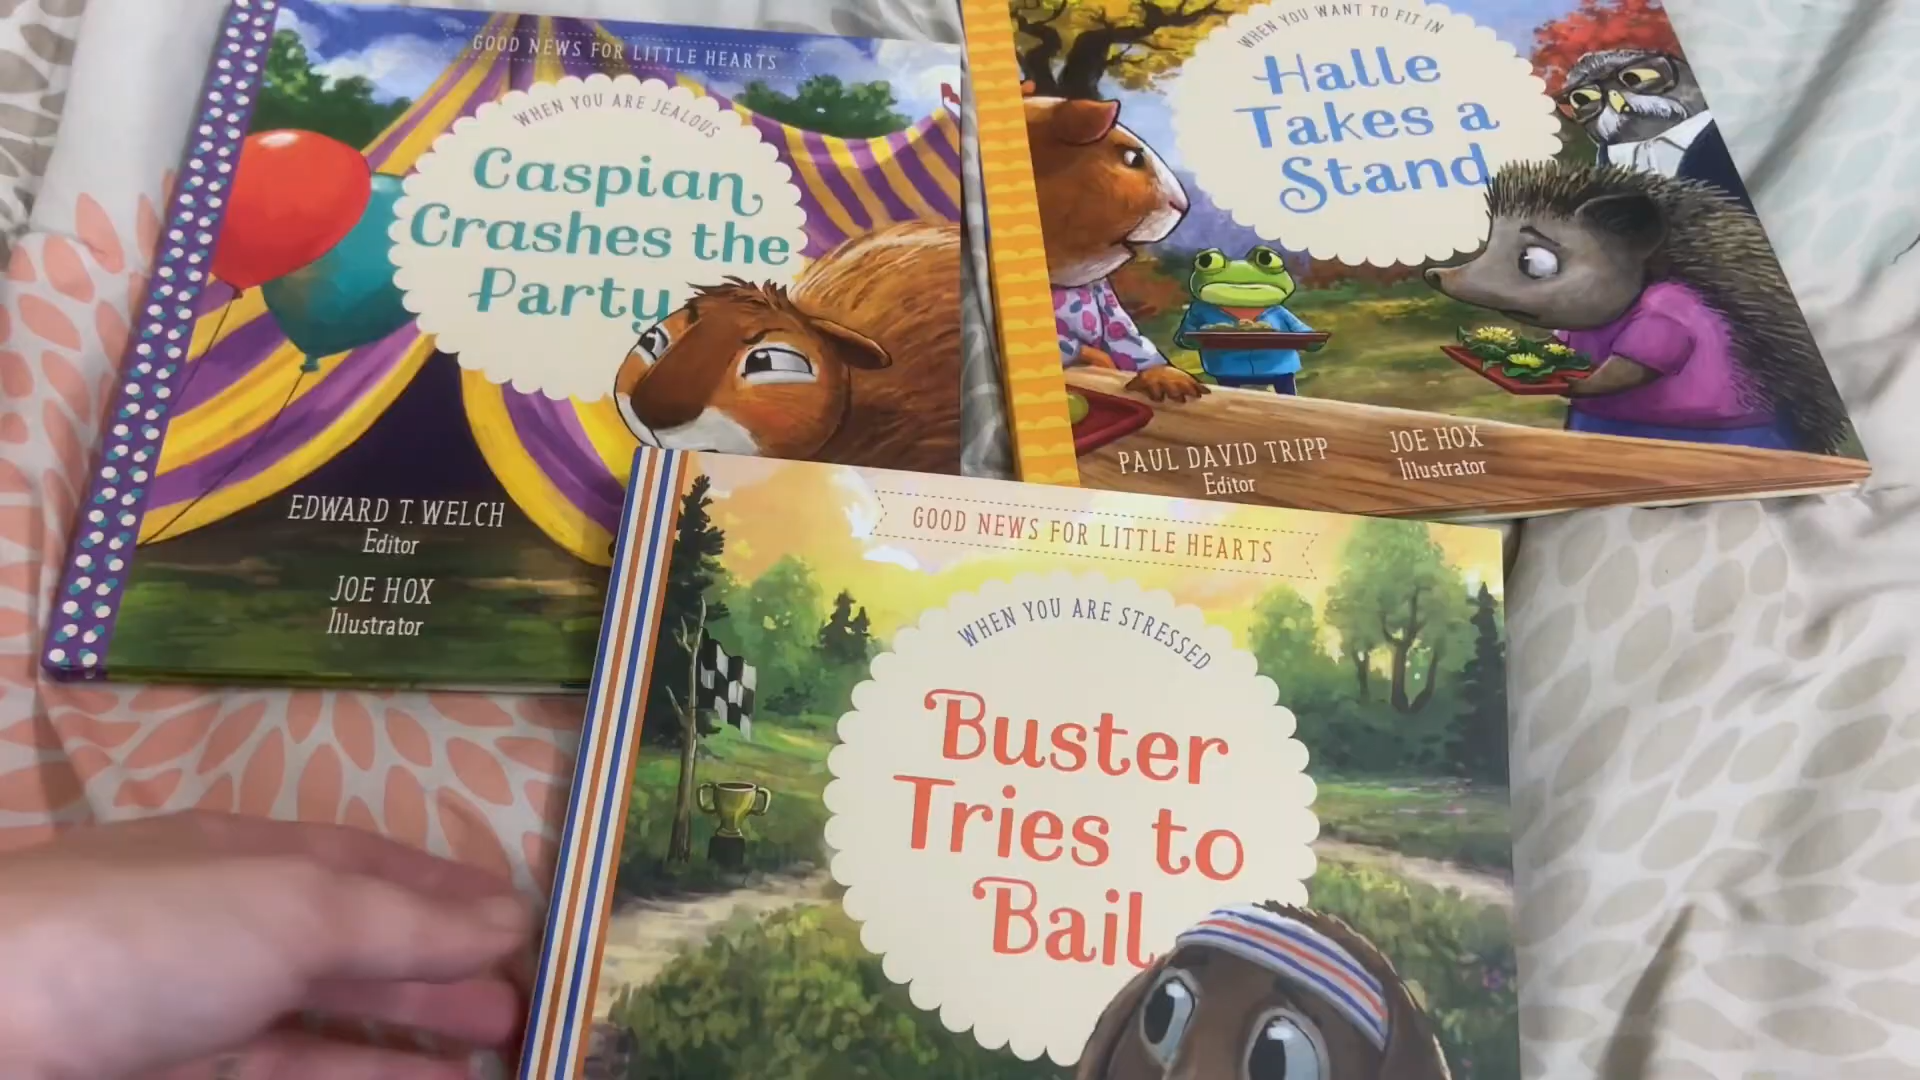 GOOD NEWS FOR LITTLE HEARTS
WHEN YOU ARE JEALOUS
Caspian
Crashes the
Party
EDWARD T. WELCH
Editor
JOE HOX
Illustrator
WHEN YOU WANT TO FIT IN
Halle
Takes a
Stand
PAUL DAVID TRIPP
Editor
JOE HOX
Illustrator
GOOD NEWS FOR LITTLE HEARTS
WHEN YOU ARE STRESSED
Buster
Tries to
Bail